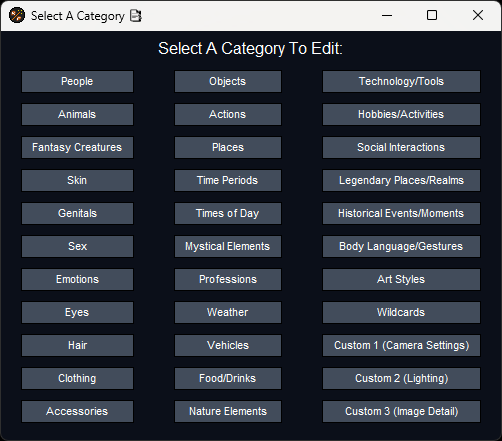 Select A Category
Select A Category To Edit:
People
Objects
Technology/Tools
Animals
Actions
Hobbies/Activities
Fantasy Creatures
Places
Social Interactions
Skin
Time Periods
Legendary Places/Realms
Genitals
Times of Day
Historical Events/Moments
Sex
Mystical Elements
Body Language/Gestures
Emotions
Professions
Art Styles
Eyes
Weather
Wildcards
Hair
Vehicles
Custom 1 (Camera Settings)
Clothing
Food/Drinks
Custom 2 (Lighting)
Accessories
Nature Elements
Custom 3 (Image Detail)